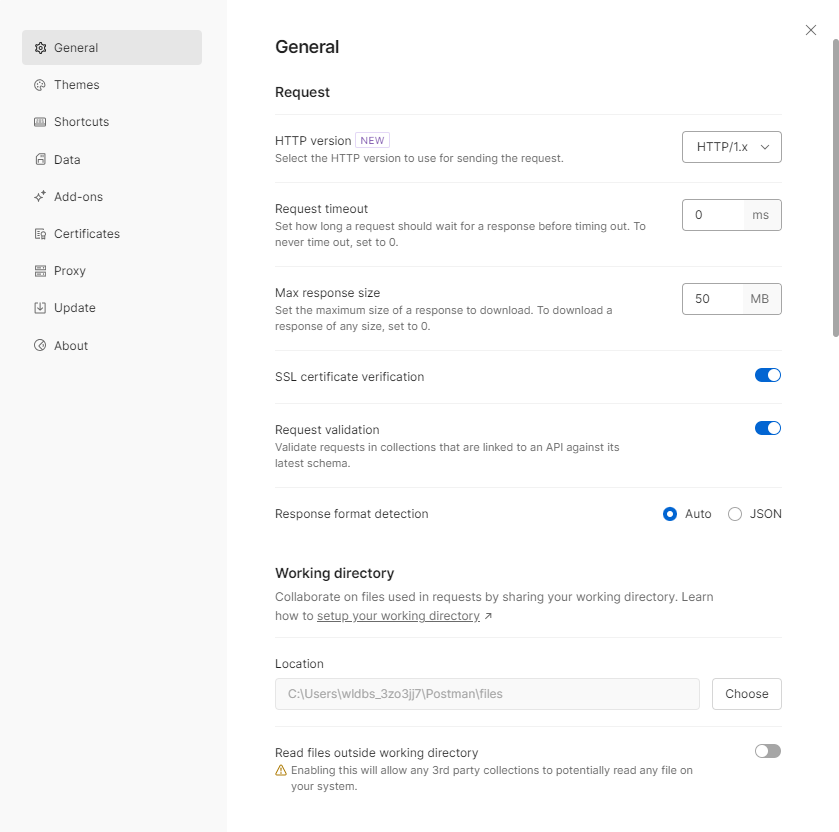 General
Themes
Shortcuts
Data
Add-ons
Certificates
Proxy
Update
About
General
Request
HTTP version NEW
Select the HTTP version to use for sending the request.
HTTP/1.x
Request timeout
Set how long a request should wait for a response before timing out. To
never time out, set to 0.
0 ms
Max response size
Set the maximum size of a response to download. To download a
response of any size, set to 0.
50 MB
SSL certificate verification
Request validation
Validate requests in collections that are linked to an API against its
latest schema.
Response format detection
Auto JSON
Working directory
Collaborate on files used in requests by sharing your working directory. Learn
how to setup your working directory ↗
Location
C:\Users\wldbs_3zo3jj7\Postman\files
Choose
Read files outside working directory
Enabling this will allow any 3rd party collections to potentially read any file on
your system.